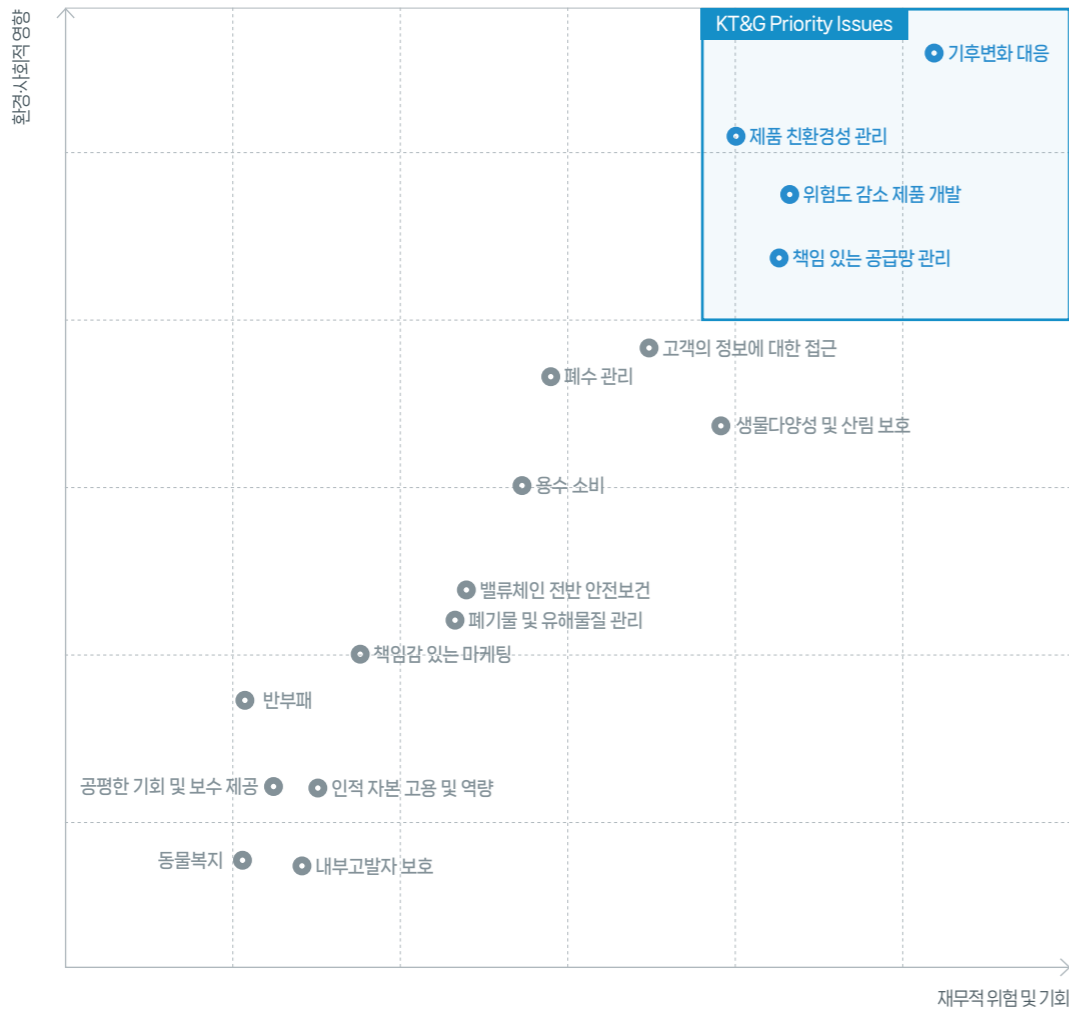 환경·사회적 영향
KT&G Priority Issues
기후변화 대응
제품 친환경성 관리
위험도 감소 제품 개발
책임 있는 공급망 관리
고객의 정보에 대한 접근
폐수 관리
생물다양성 및 산림 보호
용수 소비
밸류체인 전반 안전보건
폐기물 및 유해물질 관리
책임감 있는 마케팅
반부패
공평한 기회 및 보수 제공
인적 자본 고용 및 역량
동물복지
내부고발자 보호
재무적 위험 및 기회